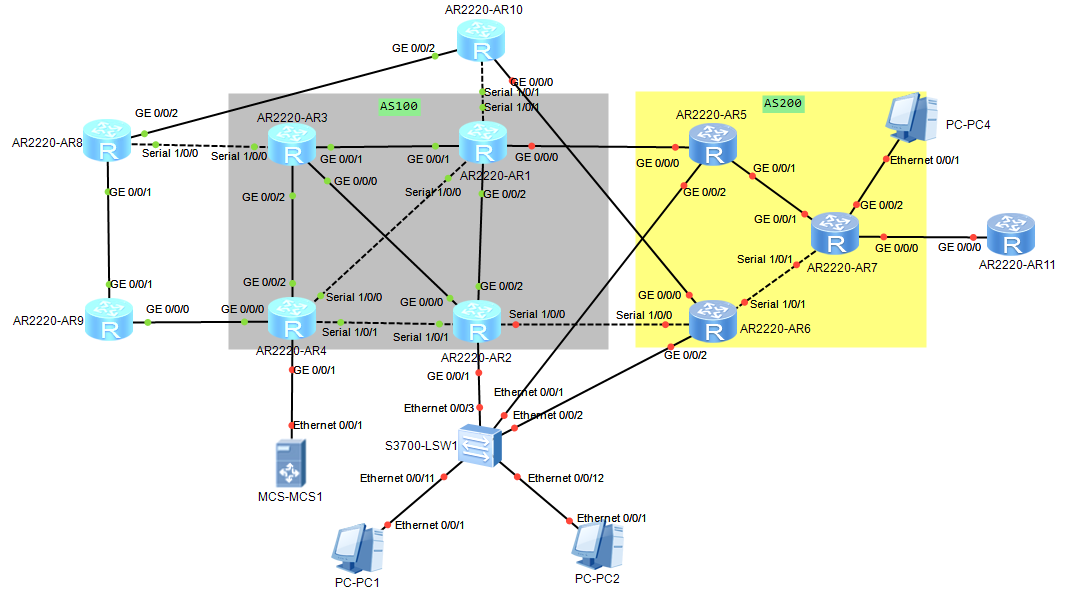 AR2220-AR10
GE 0/0/2
GE 0/0/0
Serial 1/0/1
Serial 1/0/1
AS100
AS200
GE 0/0/2
AR2220-AR8
Serial 1/0/0
Serial 1/0/0
AR2220-AR3
GE 0/0/1
GE 0/0/1
AR2220-AR1
GE 0/0/0
AR2220-AR5
GE 0/0/0
PC-PC4
Ethernet 0/0/1
GE 0/0/1
GE 0/0/0
Serial 1/0/0
GE 0/0/2
GE 0/0/2
GE 0/0/2
GE 0/0/1
GE 0/0/1
GE 0/0/2
GE 0/0/0
GE 0/0/0
AR2220-AR7
AR2220-AR11
Serial 1/0/1
GE 0/0/1
GE 0/0/2
Serial 1/0/0
GE 0/0/0
GE 0/0/2
GE 0/0/0
Serial 1/0/1
AR2220-AR9
GE 0/0/0
GE 0/0/0
Serial 1/0/1
Serial 1/0/1
Serial 1/0/0
Serial 1/0/0
AR2220-AR6
AR2220-AR4
AR2220-AR2
GE 0/0/2
GE 0/0/1
GE 0/0/1
Ethernet 0/0/1
Ethernet 0/0/3
Ethernet 0/0/2
Ethernet 0/0/1
S3700-LSW1
Ethernet 0/0/11
Ethernet 0/0/12
MCS-MCS1
Ethernet 0/0/1
Ethernet 0/0/1
PC-PC1
PC-PC2